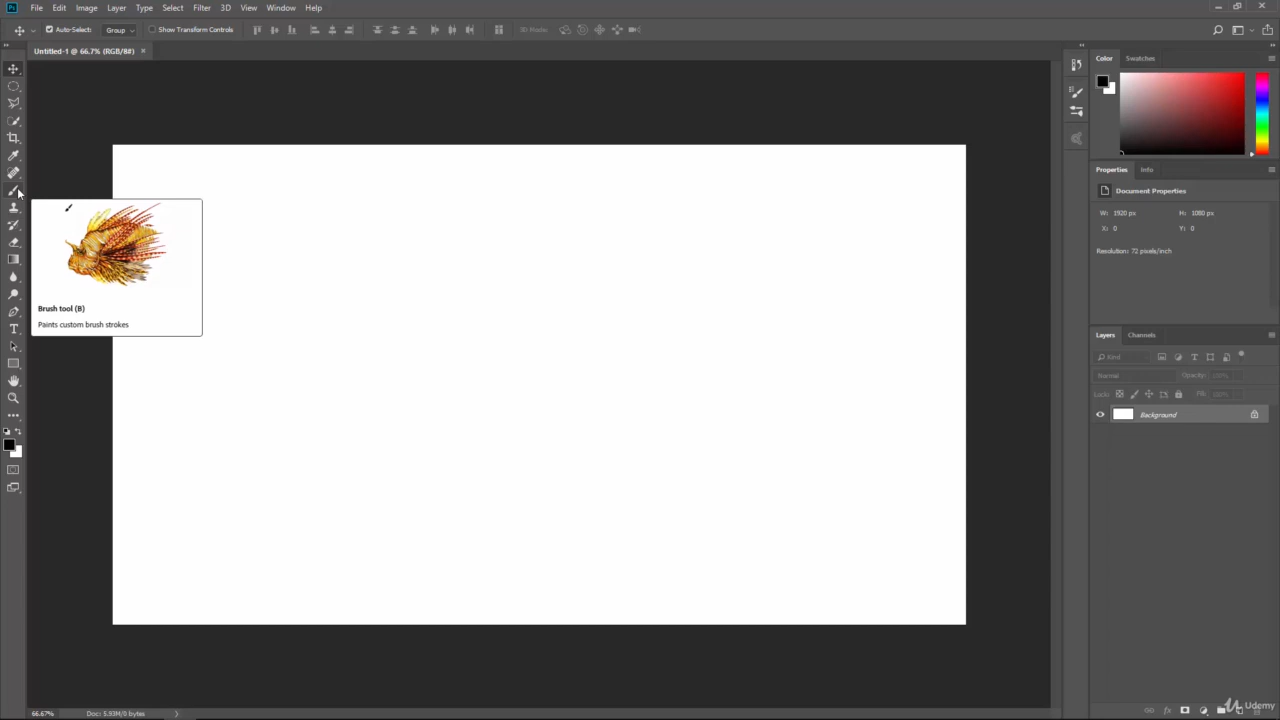 Ps File Edit Image Layer Type Select Filter 3D View Window Help
Auto-Select: Group Show Transform Controls 3D Mode:
Untitled-1 @ 66.7% (RGB/8#) ×
Color Swatches
Properties Info
Document Properties
W: 1920 px H: 1080 px
X: 0 Y: 0
Resolution: 72 pixels/inch
Brush tool (B)
Paints custom brush strokes
Layers Channels
Kind
Normal Opacity: 100%
Lock: Fill: 100%
Background
66.67% Doc: 5.93M/0 bytes
Udemy